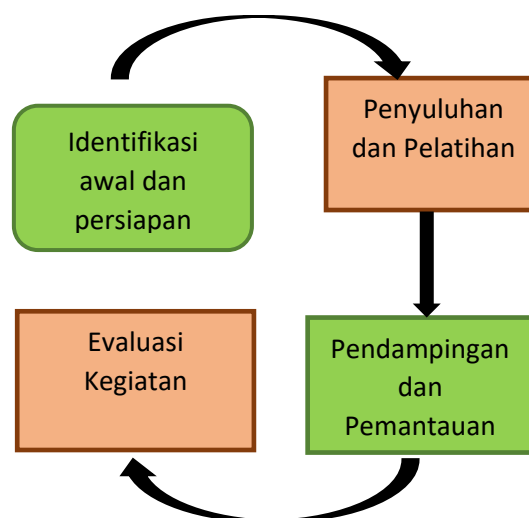 Identifikasi
awal dan
persiapan
Penyuluhan
dan Pelatihan
Pendampingan
dan
Pemantauan
Evaluasi
Kegiatan